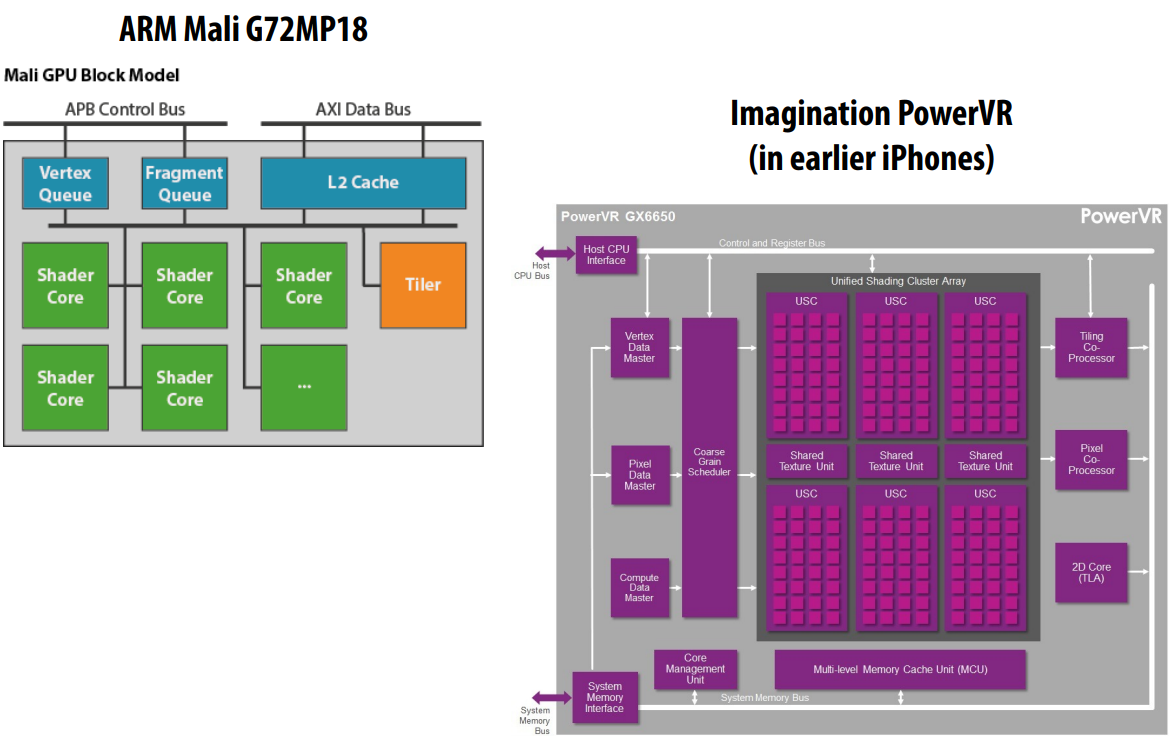 ARM Mali G72MP18
Mali GPU Block Model
APB Control Bus
AXI Data Bus
Vertex
Queue
Fragment
Queue
L2 Cache
Shader
Core
Shader
Core
Shader
Core
Tiler
Shader
Core
Shader
Core
...
Imagination PowerVR
(in earlier iPhones)
PowerVR GX6650
PowerVR
Host CPU
Interface
Host
CPU Bus
Control and Register Bus
Unified Shading Cluster Array
USC
USC
USC
Vertex
Data
Master
Tiling
Co-
Processor
Pixel
Data
Master
Coarse
Grain
Scheduler
Shared
Texture Unit
Shared
Texture Unit
Shared
Texture Unit
Pixel
Co-
Processor
USC
USC
USC
Compute
Data
Master
2D Core
(TLA)
Core
Management
Unit
Multi-level Memory Cache Unit (MCU)
System
Memory
Interface
System Memory Bus
System
Memory
Bus